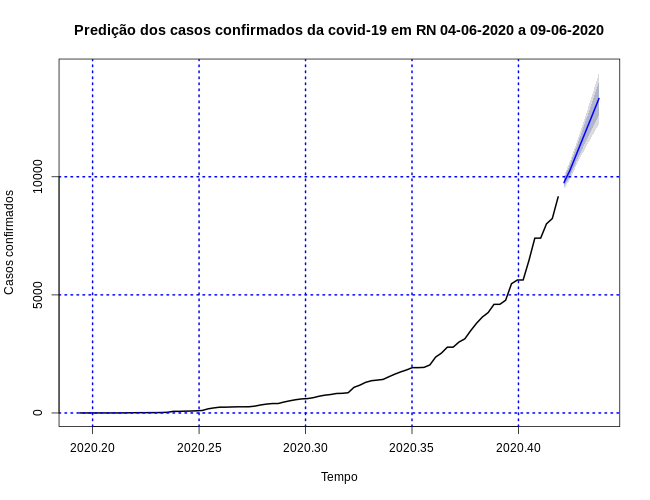 Predição dos casos confirmados da covid-19 em RN 04-06-2020 a 09-06-2020
Casos confirmados
10000
5000
0
2020.20 2020.25 2020.30 2020.35 2020.40
Tempo